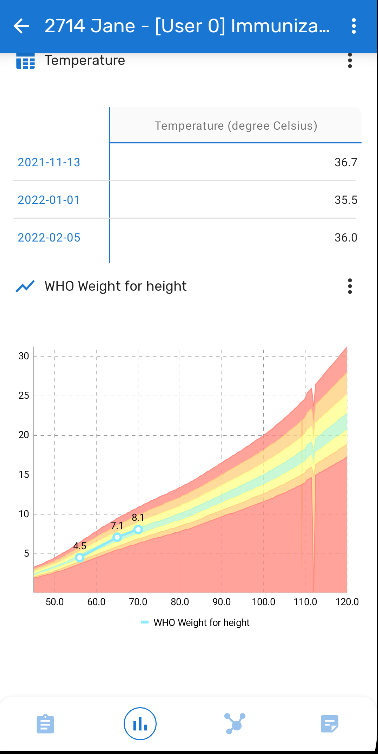 2714 Jane - [User 0] Immuniza...
Temperature
Temperature (degree Celsius)
2021-11-13 36.7
2022-01-01 35.5
2022-02-05 36.0
WHO Weight for height
30
25
20
15
10
5
4.5
7.1
8.1
50.0 60.0 70.0 80.0 90.0 100.0 110.0 120.0
WHO Weight for height